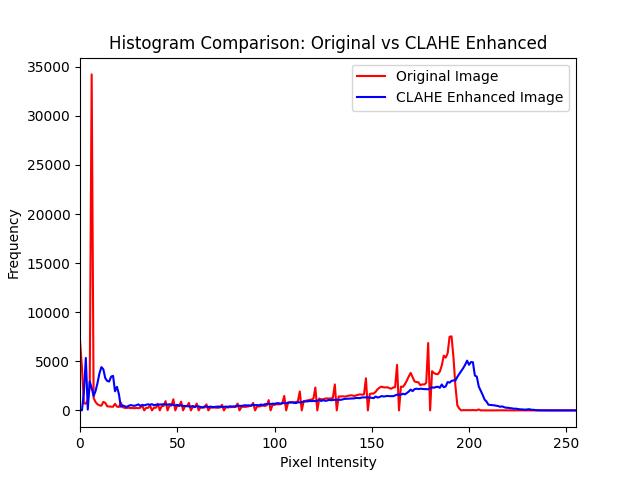 Histogram Comparison: Original vs CLAHE Enhanced
Original Image
CLAHE Enhanced Image
35000
30000
25000
20000
15000
10000
5000
0
Frequency
0 50 100 150 200 250
Pixel Intensity